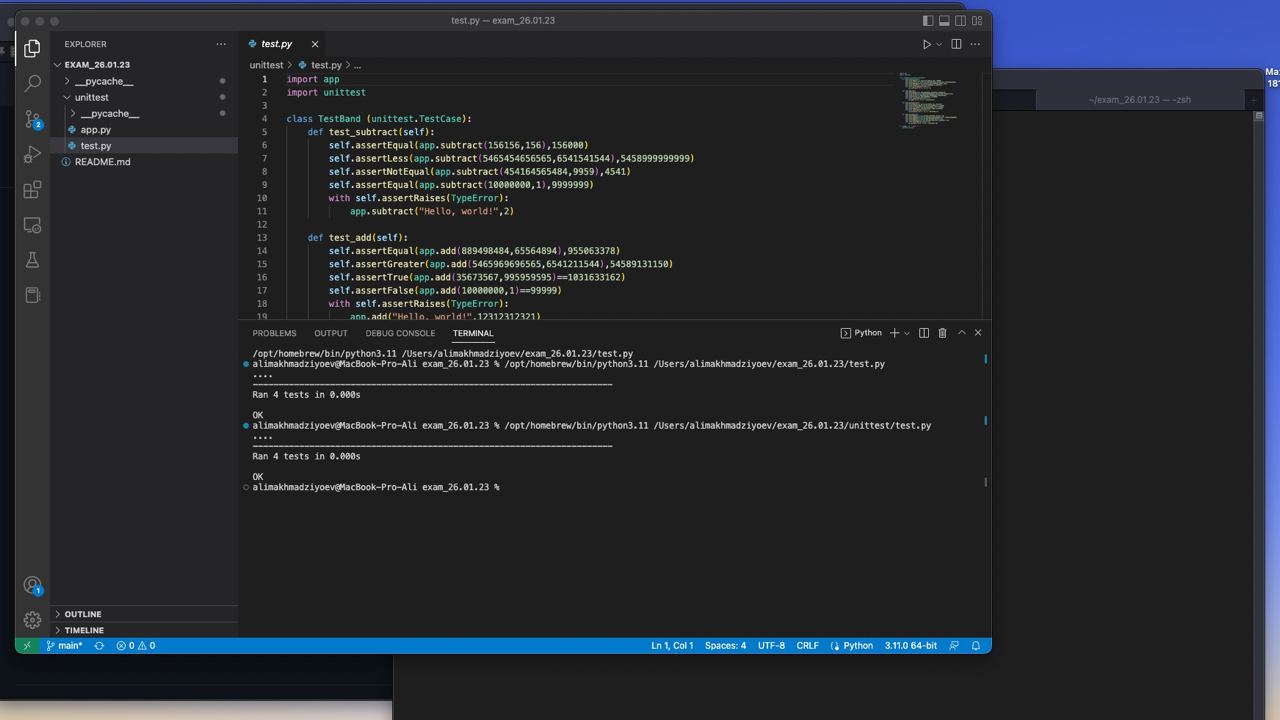 test.py — exam_26.01.23
EXPLORER
EXAM_26.01.23
__pycache__
unittest
__pycache__
app.py
test.py
README.md
OUTLINE
TIMELINE
test.py
unittest > test.py > ...
1 import app
2 import unittest
3
4 class TestBand (unittest.TestCase):
5 def test_subtract(self):
6 self.assertEqual(app.subtract(156156,156),156000)
7 self.assertLess(app.subtract(5465454656565,6541541544),5458999999999)
8 self.assertNotEqual(app.subtract(454164565484,9959),4541)
9 self.assertEqual(app.subtract(10000000,1),9999999)
10 with self.assertRaises(TypeError):
11 app.subtract("Hello, world!",2)
12
13 def test_add(self):
14 self.assertEqual(app.add(889498484,65564894),955063378)
15 self.assertGreater(app.add(5465969696565,6541211544),54589131150)
16 self.assertTrue(app.add(35673567,995959595)==1031633162)
17 self.assertFalse(app.add(10000000,1)==99999)
18 with self.assertRaises(TypeError):
19 app.add("Hello, world!",12312312321)
PROBLEMS OUTPUT DEBUG CONSOLE TERMINAL
Python
/opt/homebrew/bin/python3.11 /Users/alimakhmadziyoev/exam_26.01.23/test.py
alimakhmadziyoev@MacBook-Pro-Ali exam_26.01.23 % /opt/homebrew/bin/python3.11 /Users/alimakhmadziyoev/exam_26.01.23/test.py
....
----------------------------------------------------------------------
Ran 4 tests in 0.000s
OK
alimakhmadziyoev@MacBook-Pro-Ali exam_26.01.23 % /opt/homebrew/bin/python3.11 /Users/alimakhmadziyoev/exam_26.01.23/unittest/test.py
....
----------------------------------------------------------------------
Ran 4 tests in 0.000s
OK
alimakhmadziyoev@MacBook-Pro-Ali exam_26.01.23 %
2
1
main* 0 0
Ln 1, Col 1 Spaces: 4 UTF-8 CRLF Python 3.11.0 64-bit
~/exam_26.01.23 — -zsh